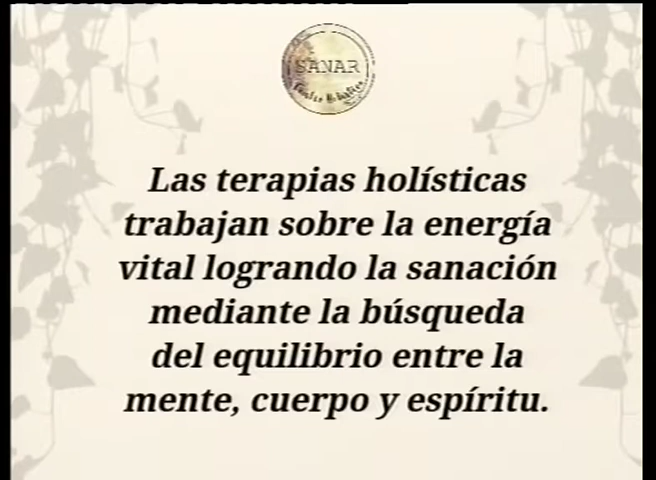 SANAR
Las terapias holísticas
trabajan sobre la energía
vital logrando la sanación
mediante la búsqueda
del equilibrio entre la
mente, cuerpo y espíritu.